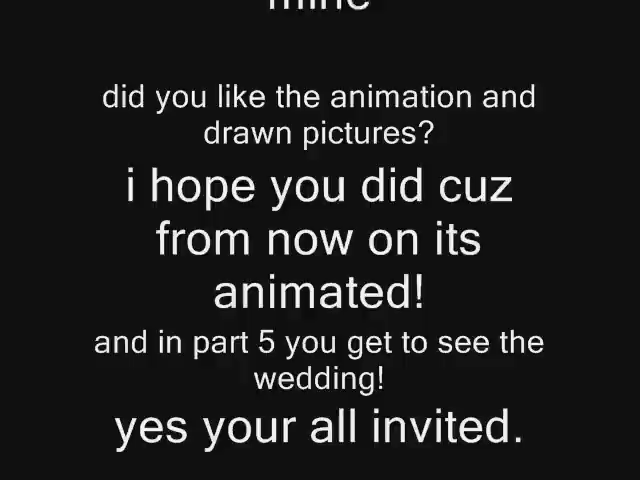 mine
did you like the animation and
drawn pictures?
i hope you did cuz
from now on its
animated!
and in part 5 you get to see the
wedding!
yes your all invited.